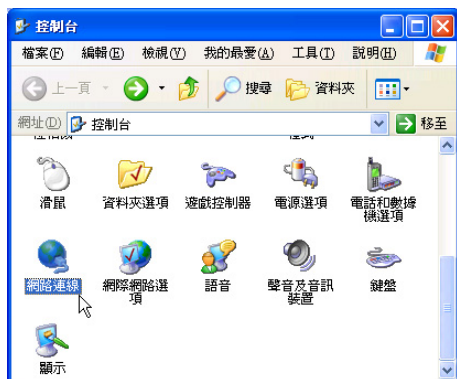 控制台
檔案(F) 編輯(E) 檢視(V) 我的最愛(A) 工具(T) 說明(H)
上一頁 搜尋 資料夾
網址(D) 控制台 移至
滑鼠 資料夾選項 遊戲控制器 電源選項 電話和數據
機選項
網路連線 網際網路選 語音 聲音及音訊 鍵盤
項 裝置
顯示